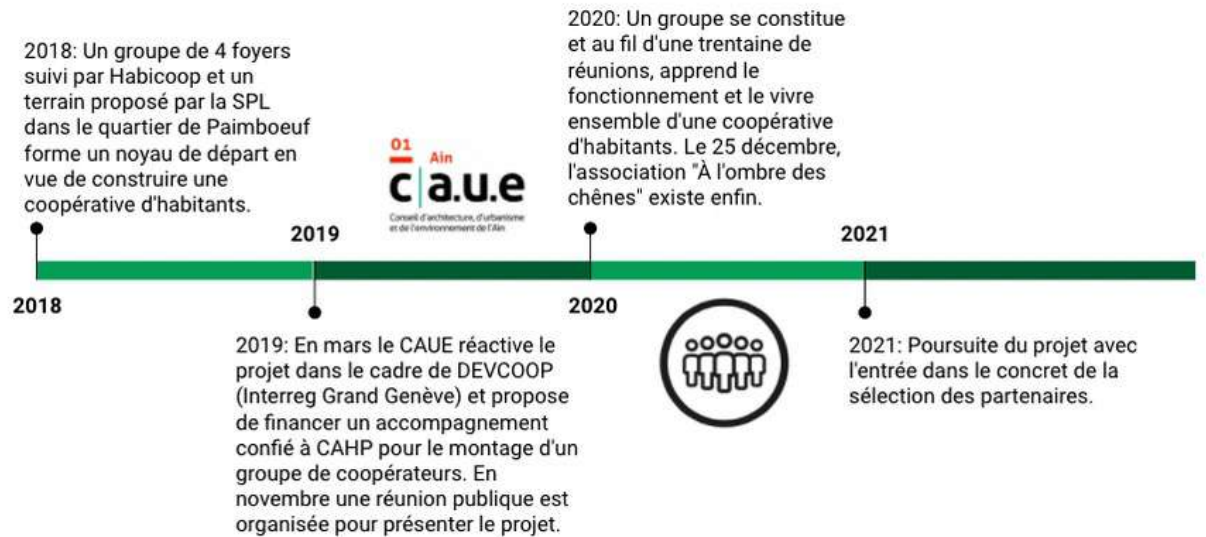 2018: Un groupe de 4 foyers
suivi par Habicoop et un
terrain proposé par la SPL
dans le quartier de Paimboeuf
forme un noyau de départ en
vue de construire une
coopérative d'habitants.
01
Ain
c|a.u.e
Conseil d'architecture, d'urbanisme
et de l'environnement de l'Ain
2020: Un groupe se constitue
et au fil d'une trentaine de
réunions, apprend le
fonctionnement et le vivre
ensemble d'une coopérative
d'habitants. Le 25 décembre,
l'association "À l'ombre des
chênes" existe enfin.
2019
2021
2018
2020
2019: En mars le CAUE réactive le
projet dans le cadre de DEVCOOP
(Interreg Grand Genève) et propose
de financer un accompagnement
confié à CAHP pour le montage d'un
groupe de coopérateurs. En
novembre une réunion publique est
organisée pour présenter le projet.
2021: Poursuite du projet avec
l'entrée dans le concret de la
sélection des partenaires.